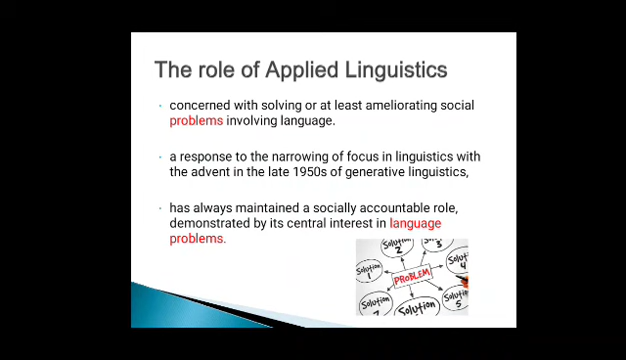 The role of Applied Linguistics
concerned with solving or at least ameliorating social
problems involving language.
a response to the narrowing of focus in linguistics with
the advent in the late 1950s of generative linguistics,
has always maintained a socially accountable role,
demonstrated by its central interest in language
problems.
Solution
2
3
Solution
1
PROBLEM
4
Solution
Solution
5